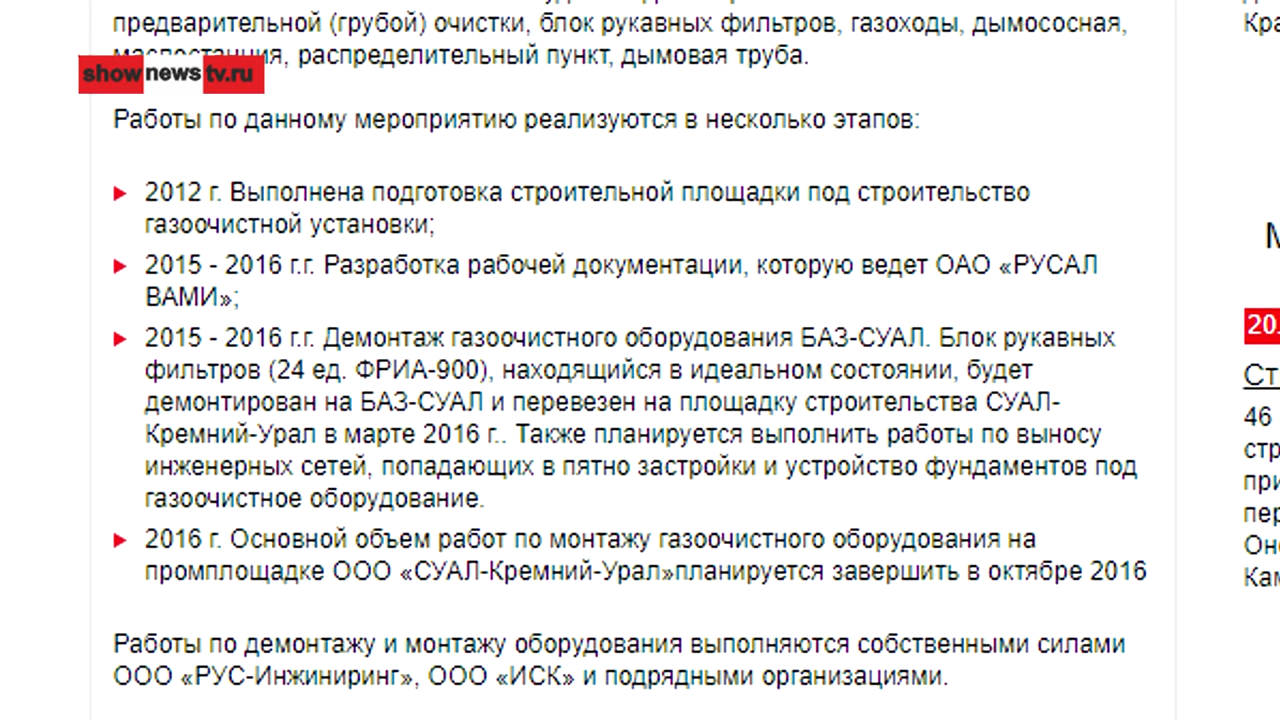 предварительной (грубой) очистки, блок рукавных фильтров, газоходы, дымососная,
маслостанция, распределительный пункт, дымовая труба.
shownewstv.ru
Работы по данному мероприятию реализуются в несколько этапов:
2012 г. Выполнена подготовка строительной площадки под строительство
газоочистной установки;
2015 - 2016 г.г. Разработка рабочей документации, которую ведет ОАО «РУСАЛ
ВАМИ»;
2015 - 2016 г.г. Демонтаж газоочистного оборудования БАЗ-СУАЛ. Блок рукавных
фильтров (24 ед. ФРИА-900), находящийся в идеальном состоянии, будет
демонтирован на БАЗ-СУАЛ и перевезен на площадку строительства СУАЛ-
Кремний-Урал в марте 2016 г.. Также планируется выполнить работы по выносу
инженерных сетей, попадающих в пятно застройки и устройство фундаментов под
газоочистное оборудование.
2016 г. Основной объем работ по монтажу газоочистного оборудования на
промплощадке ООО «СУАЛ-Кремний-Урал»планируется завершить в октябре 2016
Работы по демонтажу и монтажу оборудования выполняются собственными силами
ООО «РУС-Инжиниринг», ООО «ИСК» и подрядными организациями.
Кра
М
20.
Ст
46
стр
при
пер
Оно
Кам